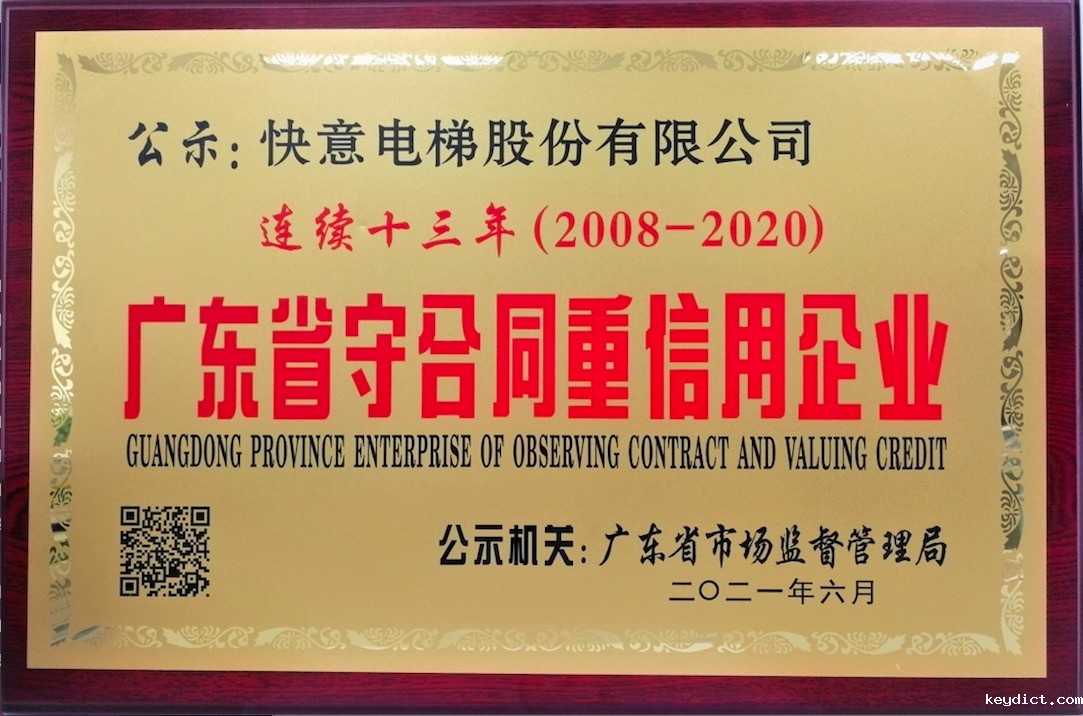 公示:快意电梯股份有限公司
连续十三年(2008-2020)
广东省守合同重信用企业
GUANGDONG PROVINCE ENTERPRISE OF OBSERVING CONTRACT AND VALUING CREDIT
公示机关:广东省市场监督管理局
二〇二一年六月
keydict.com